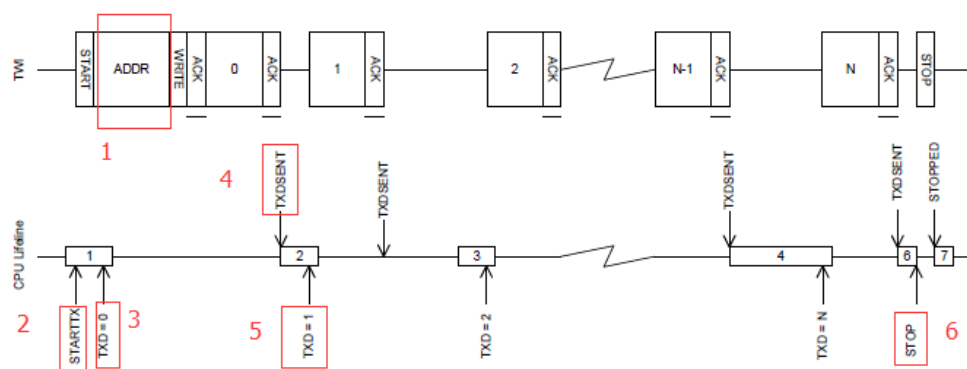 TWI
START
ADDR
WRITE
ACK
0
ACK
1
ACK
2
ACK
N-1
ACK
N
ACK
STOP
1
4
TXDSENT
TXDSENT
TXDSENT
TXDSENT
STOPPED
CPU Lifeline
1
2
3
4
6
7
2
STARTTX
TXD = 0
3
5
TXD = 1
TXD = 2
TXD = N
STOP
6